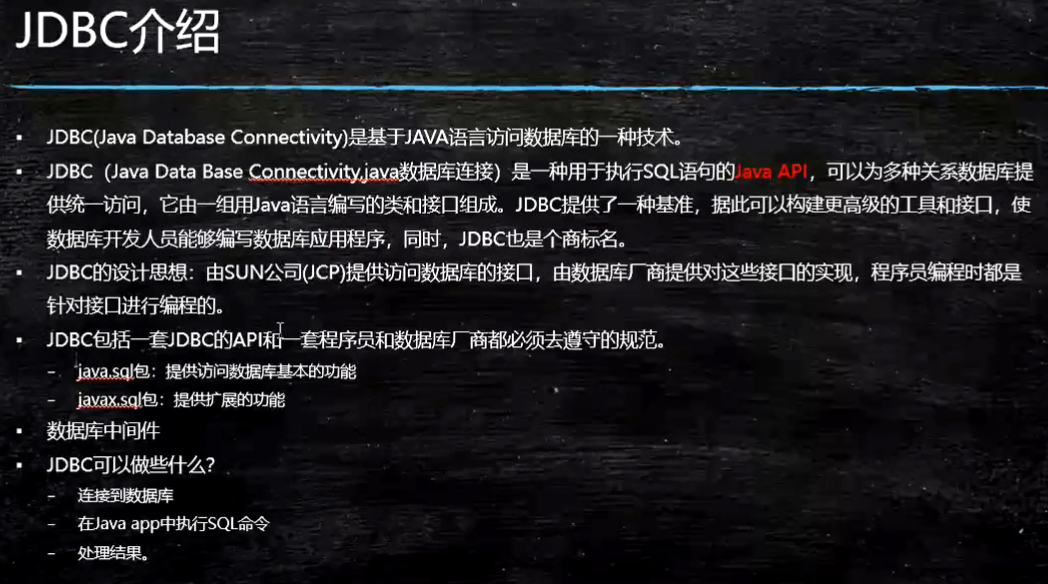 JDBC介绍
▪ JDBC(Java Database Connectivity)是基于JAVA语言访问数据库的一种技术。
▪ JDBC（Java Data Base Connectivity,java数据库连接）是一种用于执行SQL语句的Java API，可以为多种关系数据库提
供统一访问，它由一组用Java语言编写的类和接口组成。JDBC提供了一种基准，据此可以构建更高级的工具和接口，使
数据库开发人员能够编写数据库应用程序，同时，JDBC也是个商标名。
▪ JDBC的设计思想：由SUN公司(JCP)提供访问数据库的接口，由数据库厂商提供对这些接口的实现，程序员编程时都是
针对接口进行编程的。
▪ JDBC包括一套JDBC的API和一套程序员和数据库厂商都必须去遵守的规范。
– java.sql包：提供访问数据库基本的功能
– javax.sql包：提供扩展的功能
▪ 数据库中间件
▪ JDBC可以做些什么？
– 连接到数据库
– 在Java app中执行SQL命令
– 处理结果。